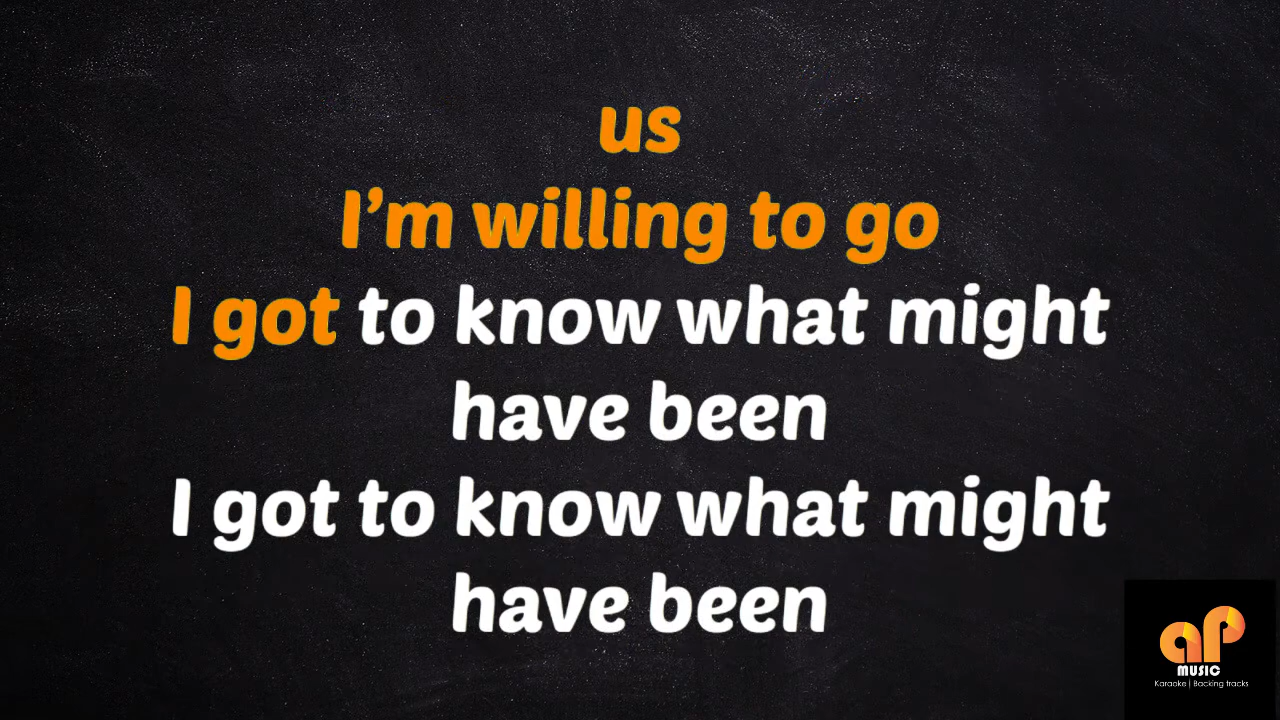 us
I’m willing to go
I got to know what might
have been
I got to know what might
have been
ap
MUSIC
Karaoke | Backing tracks